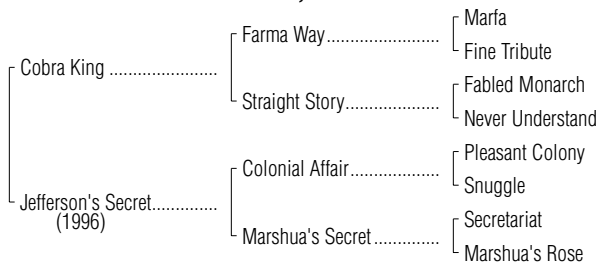 Marfa
Farma Way........................
Fine Tribute
Cobra King .......................
Fabled Monarch
Straight Story....................
Never Understand
Pleasant Colony
Colonial Affair...................
Snuggle
Jefferson's Secret..............
(1996)
Secretariat
Marshua's Secret..............
Marshua's Rose